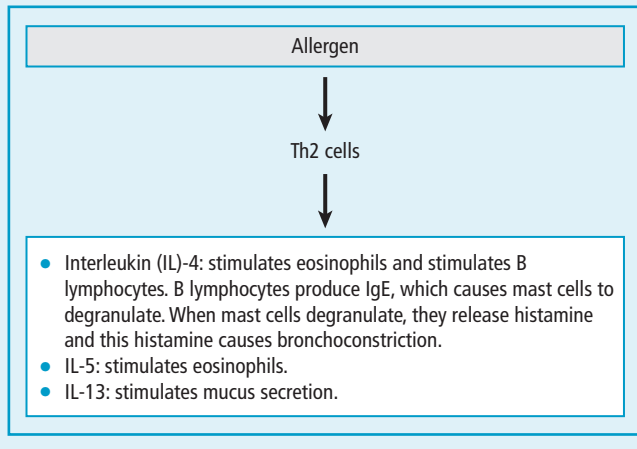 Allergen
Th2 cells
• Interleukin (IL)-4: stimulates eosinophils and stimulates B
lymphocytes. B lymphocytes produce IgE, which causes mast cells to
degranulate. When mast cells degranulate, they release histamine
and this histamine causes bronchoconstriction.
• IL-5: stimulates eosinophils.
• IL-13: stimulates mucus secretion.